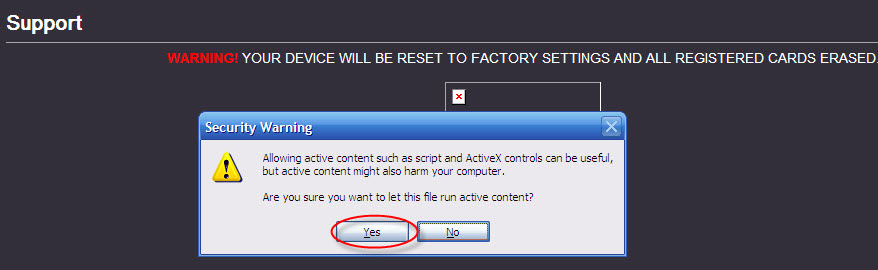 Support
WARNING! YOUR DEVICE WILL BE RESET TO FACTORY SETTINGS AND ALL REGISTERED CARDS ERASED.
Security Warning
Allowing active content such as script and ActiveX controls can be useful,
but active content might also harm your computer.
Are you sure you want to let this file run active content?
Yes No